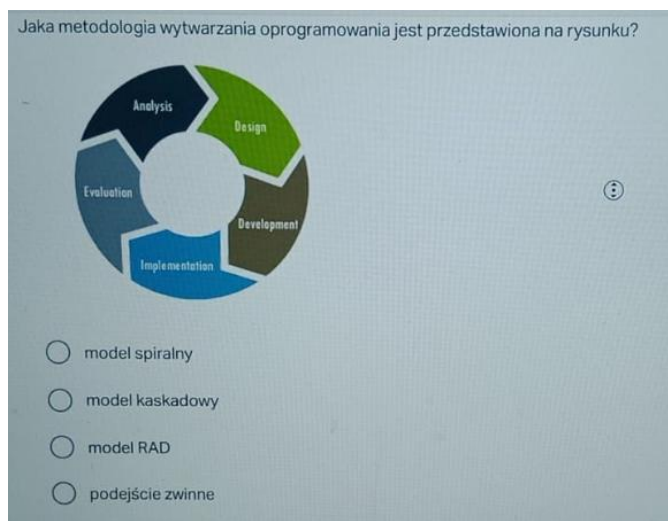 Jaka metodologia wytwarzania oprogramowania jest przedstawiona na rysunku?
Analysis
Design
Evaluation
Development
Implementation
model spiralny
model kaskadowy
model RAD
podejście zwinne